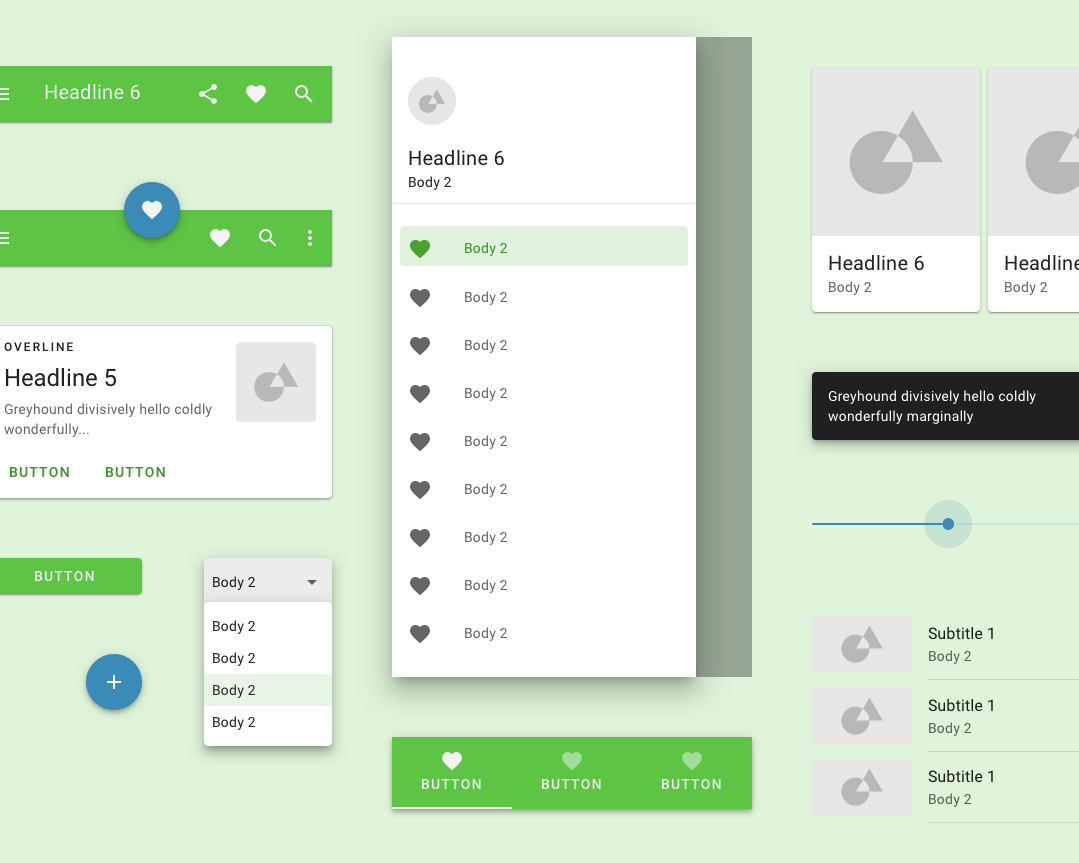 Headline 6
OVERLINE
Headline 5
Greyhound divisively hello coldly
wonderfully...
BUTTON BUTTON
BUTTON
Body 2
Body 2
Body 2
Body 2
Body 2
Headline 6
Body 2
Body 2
Body 2
Body 2
Body 2
Body 2
Body 2
Body 2
Body 2
Body 2
BUTTON BUTTON BUTTON
Headline 6 Headline
Body 2 Body 2
Greyhound divisively hello coldly
wonderfully marginally
Subtitle 1
Body 2
Subtitle 1
Body 2
Subtitle 1
Body 2